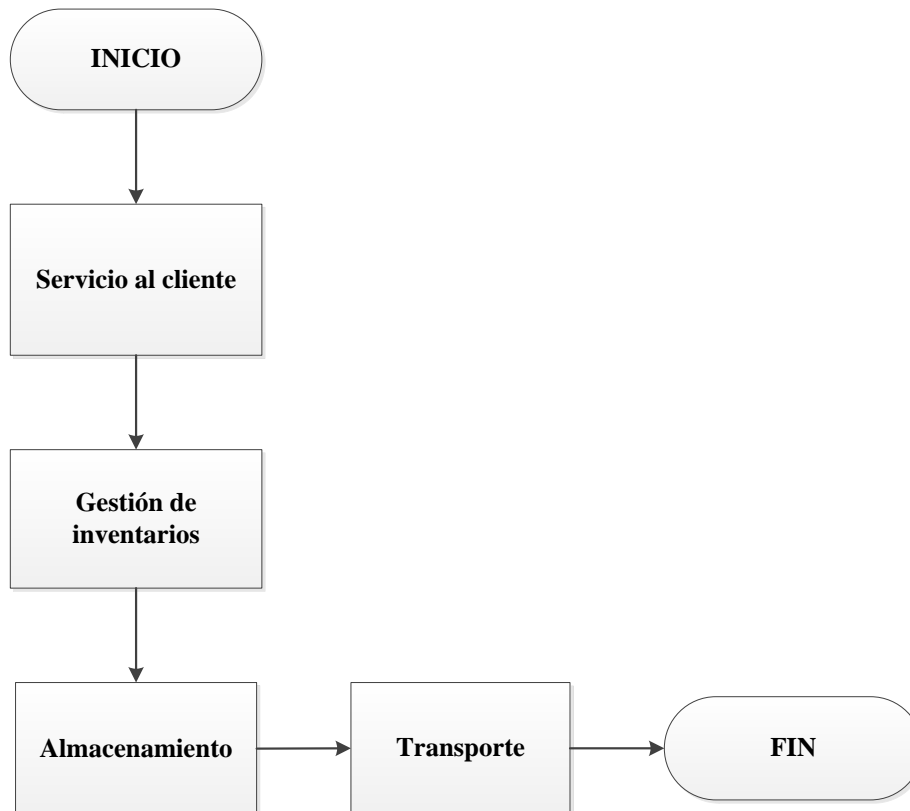 INICIO
Servicio al cliente
Gestión de
inventarios
Almacenamiento
Transporte
FIN